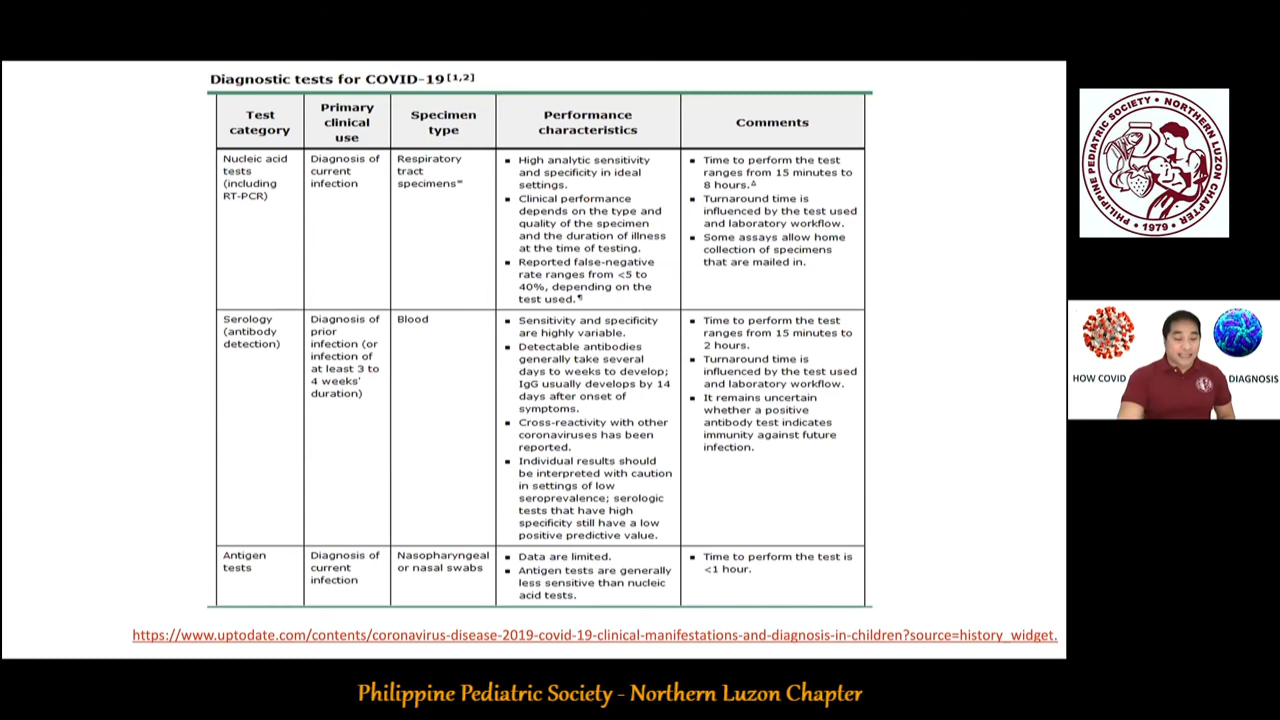 Diagnostic tests for COVID-19[1,2]
Test category
Primary clinical use
Specimen type
Performance characteristics
Comments
Nucleic acid
tests
(including
RT-PCR)
Diagnosis of
current
infection
Respiratory
tract
specimens
▪ High analytic sensitivity
and specificity in ideal
settings.
▪ Clinical performance
depends on the type and
quality of the specimen
and the duration of illness
at the time of testing.
▪ Reported false-negative
rate ranges from <5 to
40%, depending on the
test used.¶
▪ Time to perform the test
ranges from 15 minutes to
8 hours.Δ
▪ Turnaround time is
influenced by the test used
and laboratory workflow.
▪ Some assays allow home
collection of specimens
that are mailed in.
Serology
(antibody
detection)
Diagnosis of
prior
infection (or
infection of
at least 3 to
4 weeks'
duration)
Blood
▪ Sensitivity and specificity
are highly variable.
▪ Detectable antibodies
generally take several
days to weeks to develop;
IgG usually develops by 14
days after onset of
symptoms.
▪ Cross-reactivity with other
coronaviruses has been
reported.
▪ Individual results should
be interpreted with caution
in settings of low
seroprevalence; serologic
tests that have high
specificity still have a low
positive predictive value.
▪ Time to perform the test
ranges from 15 minutes to
2 hours.
▪ Turnaround time is
influenced by the test used
and laboratory workflow.
▪ It remains uncertain
whether a positive
antibody test indicates
immunity against future
infection.
Antigen
tests
Diagnosis of
current
infection
Nasopharyngeal
or nasal swabs
▪ Data are limited.
▪ Antigen tests are generally
less sensitive than nucleic
acid tests.
▪ Time to perform the test is
<1 hour.
https://www.uptodate.com/contents/coronavirus-disease-2019-covid-19-clinical-manifestations-and-diagnosis-in-children?source=history_widget.
PHILIPPINE PEDIATRIC SOCIETY • NORTHERN LUZON CHAPTER •
1979
HOW COVID
DIAGNOSIS
Philippine Pediatric Society - Northern Luzon Chapter